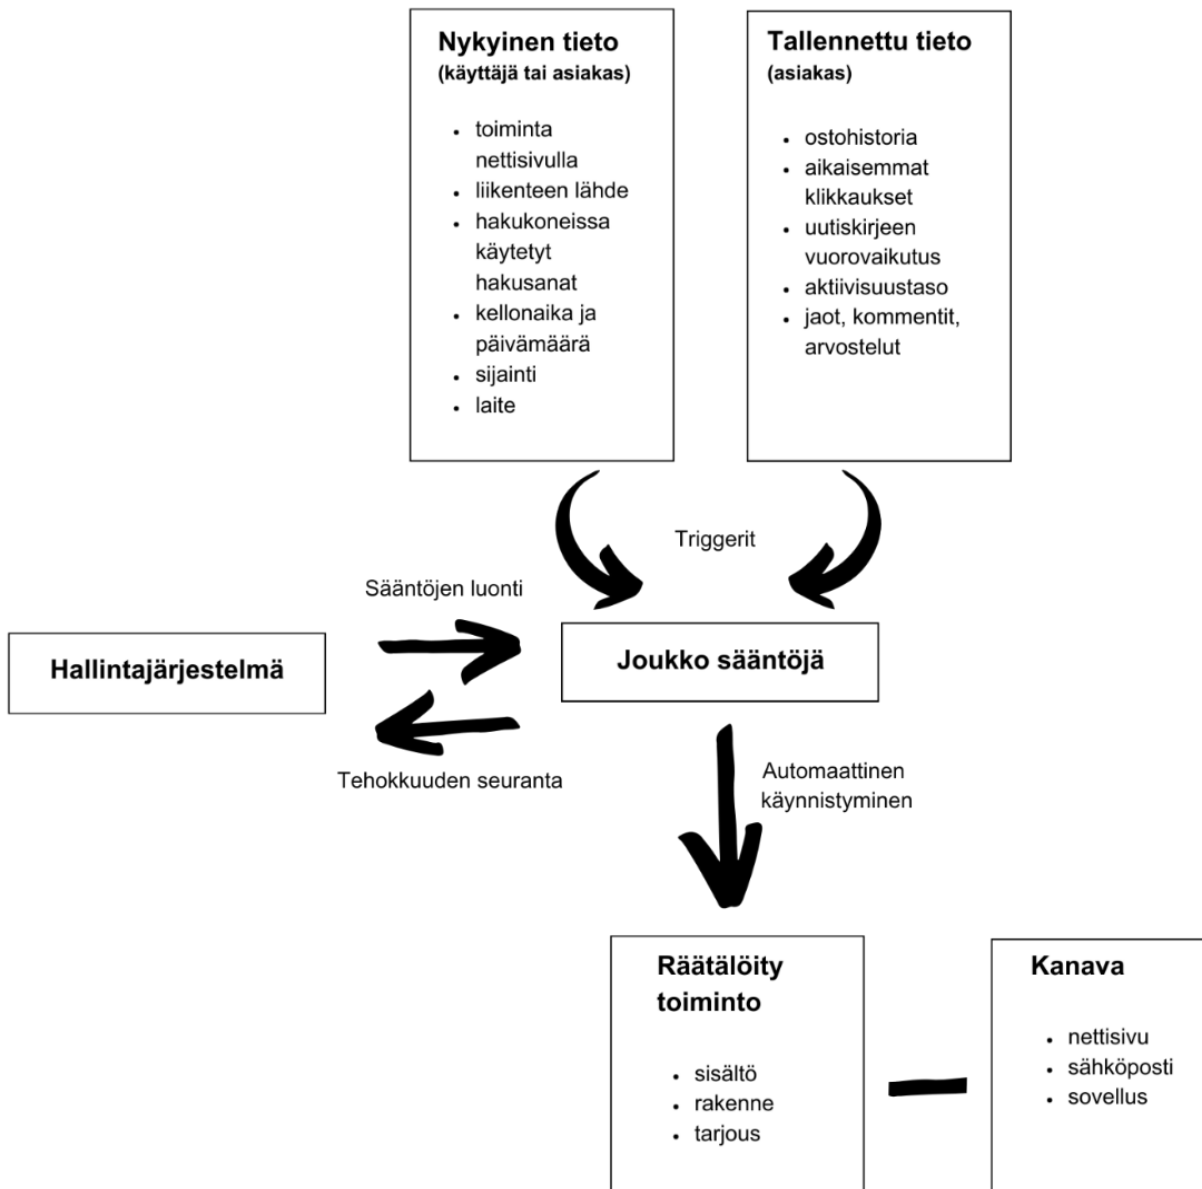 Nykyinen tieto
(käyttäjä tai asiakas)
• toiminta
nettisivulla
• liikenteen lähde
• hakukoneissa
käytetyt
hakusanat
• kellonaika ja
päivämäärä
• sijainti
• laite
Tallennettu tieto
(asiakas)
• ostohistoria
• aikaisemmat
klikkaukset
• uutiskirjeen
vuorovaikutus
• aktiivisuustaso
• jaot, kommentit,
arvostelut
Triggerit
Sääntöjen luonti
Hallintajärjestelmä
Joukko sääntöjä
Tehokkuuden seuranta
Automaattinen
käynnistyminen
Räätälöity
toiminto
• sisältö
• rakenne
• tarjous
Kanava
• nettisivu
• sähköposti
• sovellus